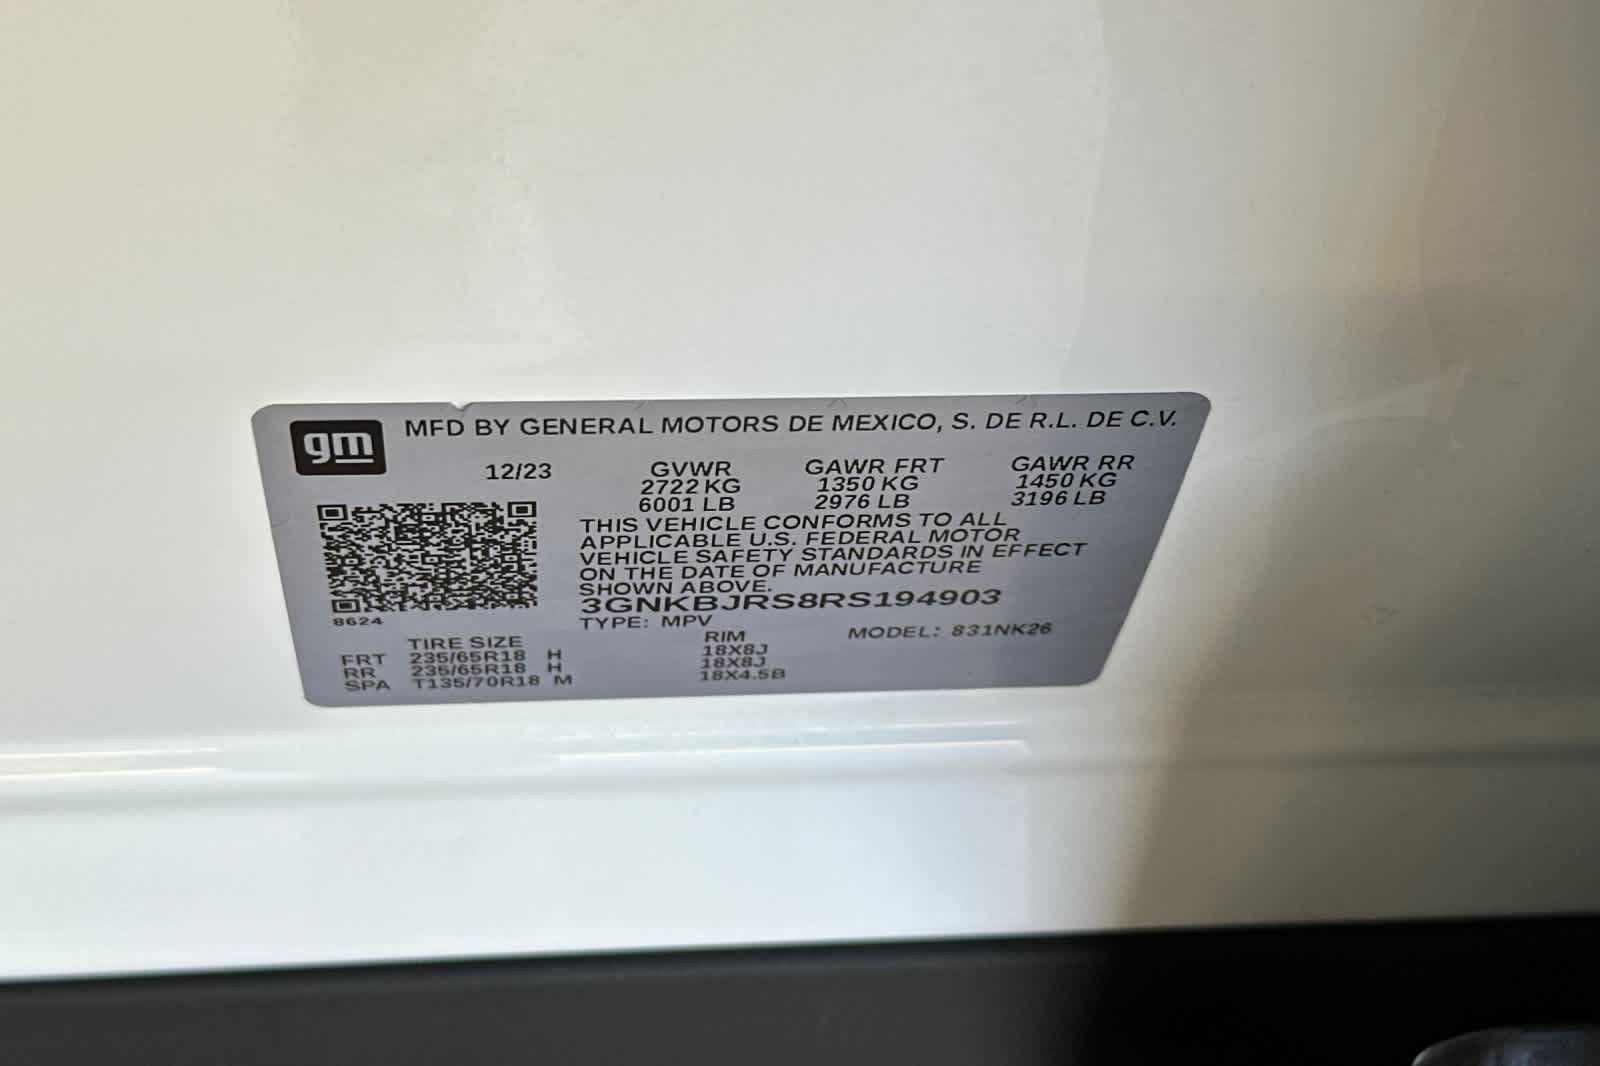 gm
MFD BY GENERAL MOTORS DE MEXICO, S. DE R.L. DE C.V.
12/23 GVWR GAWR FRT GAWR RR
2722 KG 1350 KG 1450 KG
6001 LB 2976 LB 3196 LB
THIS VEHICLE CONFORMS TO ALL
APPLICABLE U.S. FEDERAL MOTOR
VEHICLE SAFETY STANDARDS IN EFFECT
ON THE DATE OF MANUFACTURE
SHOWN ABOVE.
3GNKBJRS8RS194903
8624
TYPE: MPV MODEL: 831NK26
TIRE SIZE RIM
FRT 235/65R18 H 18X8J
RR 235/65R18 H 18X8J
SPA T135/70R18 M 18X4.5B